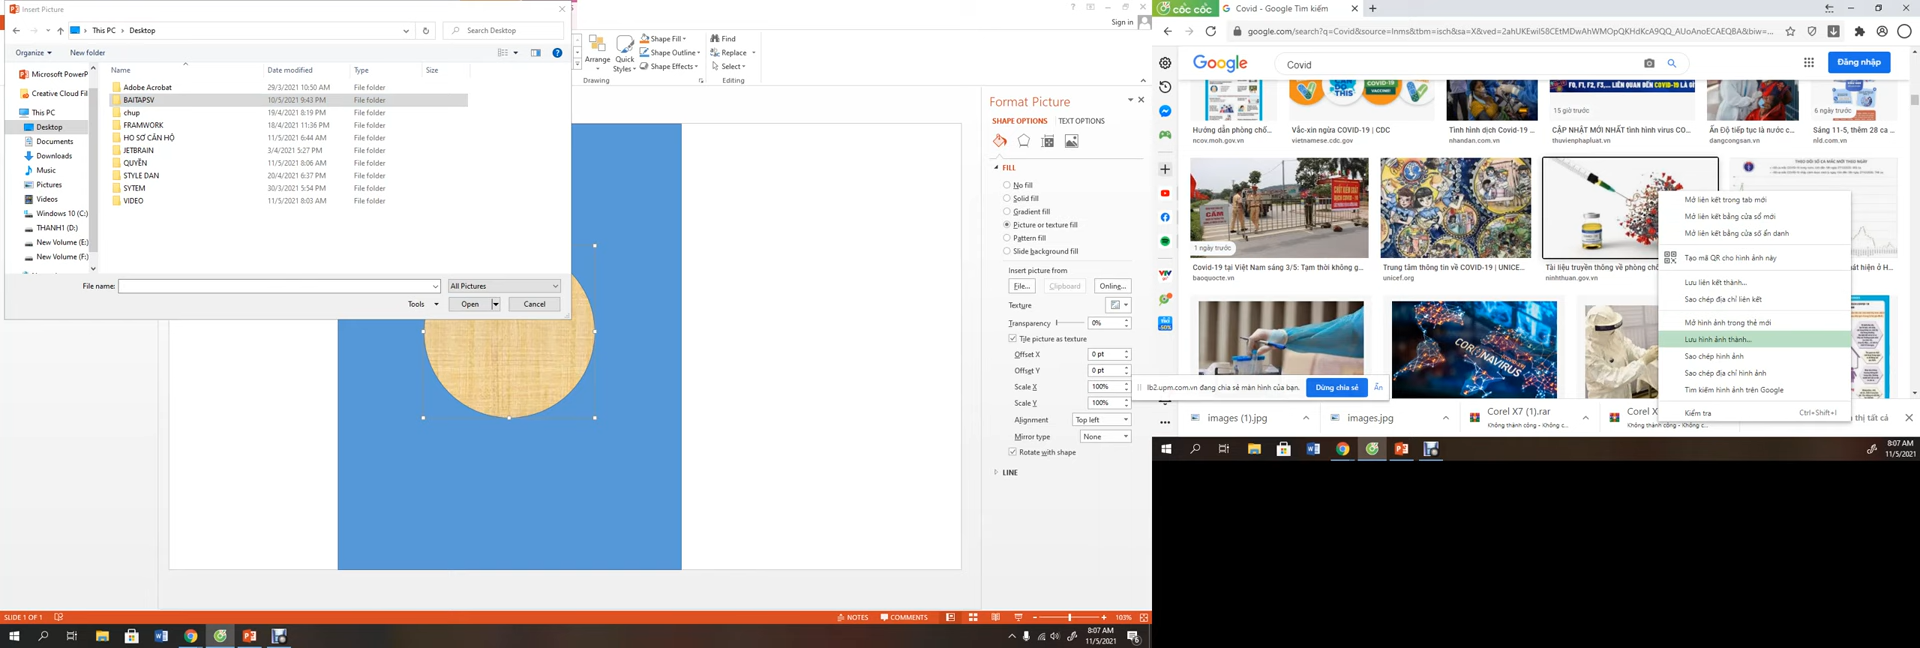 Insert Picture
This PC
Desktop
Search Desktop
Organize
New folder
Microsoft PowerP
Creative Cloud Fil
This PC
Desktop
Documents
Downloads
Music
Pictures
Videos
Windows 10 (C:)
THANH1 (D:)
New Volume (E:)
New Volume (F:)
Name Date modified Type Size
Adobe Acrobat 29/3/2021 10:50 AM File folder
BAITAPSV 10/5/2021 9:43 PM File folder
chup 19/4/2021 8:19 PM File folder
FRAMWORK 18/4/2021 11:36 PM File folder
HO SƠ CĂN HỘ 11/5/2021 6:44 AM File folder
JETBRAIN 3/4/2021 5:27 PM File folder
QUYỀN 11/5/2021 8:06 AM File folder
STYLE DAN 20/4/2021 6:37 PM File folder
SYTEM 30/3/2021 5:54 PM File folder
VIDEO 11/5/2021 8:03 AM File folder
File name:
All Pictures
Tools
Open
Cancel
Sign in
Arrange
Quick
Styles
Shape Fill
Shape Outline
Shape Effects
Drawing
Find
Replace
Select
Editing
Format Picture
SHAPE OPTIONS TEXT OPTIONS
FILL
No fill
Solid fill
Gradient fill
Picture or texture fill
Pattern fill
Slide background fill
Insert picture from
File...
Clipboard
Online...
Texture
Transparency 0%
Tile picture as texture
Offset X 0 pt
Offset Y 0 pt
Scale X 100%
Scale Y 100%
Alignment Top left
Mirror type None
Rotate with shape
LINE
SLIDE 1 OF 1
NOTES
COMMENTS
103%
8:07 AM
11/5/2021
CỐC CỐC
Covid - Google Tìm kiếm
Google
Covid
Đăng nhập
Hướng dẫn phòng chố...
ncov.moh.gov.vn
Vắc-xin ngừa COVID-19 | CDC
vietnamese.cdc.gov
Tình hình dịch Covid-19 ...
nhandan.com.vn
15 giờ trước
CẬP NHẬT MỚI NHẤT tình hình virus CO...
thuvienphapluat.vn
Ấn Độ tiếp tục là nước c...
dangcongsan.vn
6 ngày trước
Sáng 11-5, thêm 28 ca ...
nld.com.vn
1 ngày trước
Covid-19 tại Việt Nam sáng 3/5: Tạm thời không g...
baoquocte.vn
Trung tâm thông tin về COVID-19 | UNICE...
unicef.org
Tài liệu truyền thông về phòng chố
ninhthuan.gov.vn
CORONAVIRUS
Mở liên kết trong tab mới
Mở liên kết bằng cửa sổ mới
Mở liên kết bằng cửa sổ ẩn danh
Tạo mã QR cho hình ảnh này
Lưu liên kết thành...
Sao chép địa chỉ liên kết
Mở hình ảnh trong thẻ mới
Lưu hình ảnh thành...
Sao chép hình ảnh
Sao chép địa chỉ hình ảnh
Tìm kiếm hình ảnh trên Google
Kiểm tra Ctrl+Shift+I
lb2.upm.com.vn đang chia sẻ màn hình của bạn.
Dừng chia sẻ
Ẩn
images (1).jpg
images.jpg
Corel X7 (1).rar
Không thành công - Không c...
Corel X
Không thành công - Không c...
thị tất cả
8:07 AM
11/5/2021